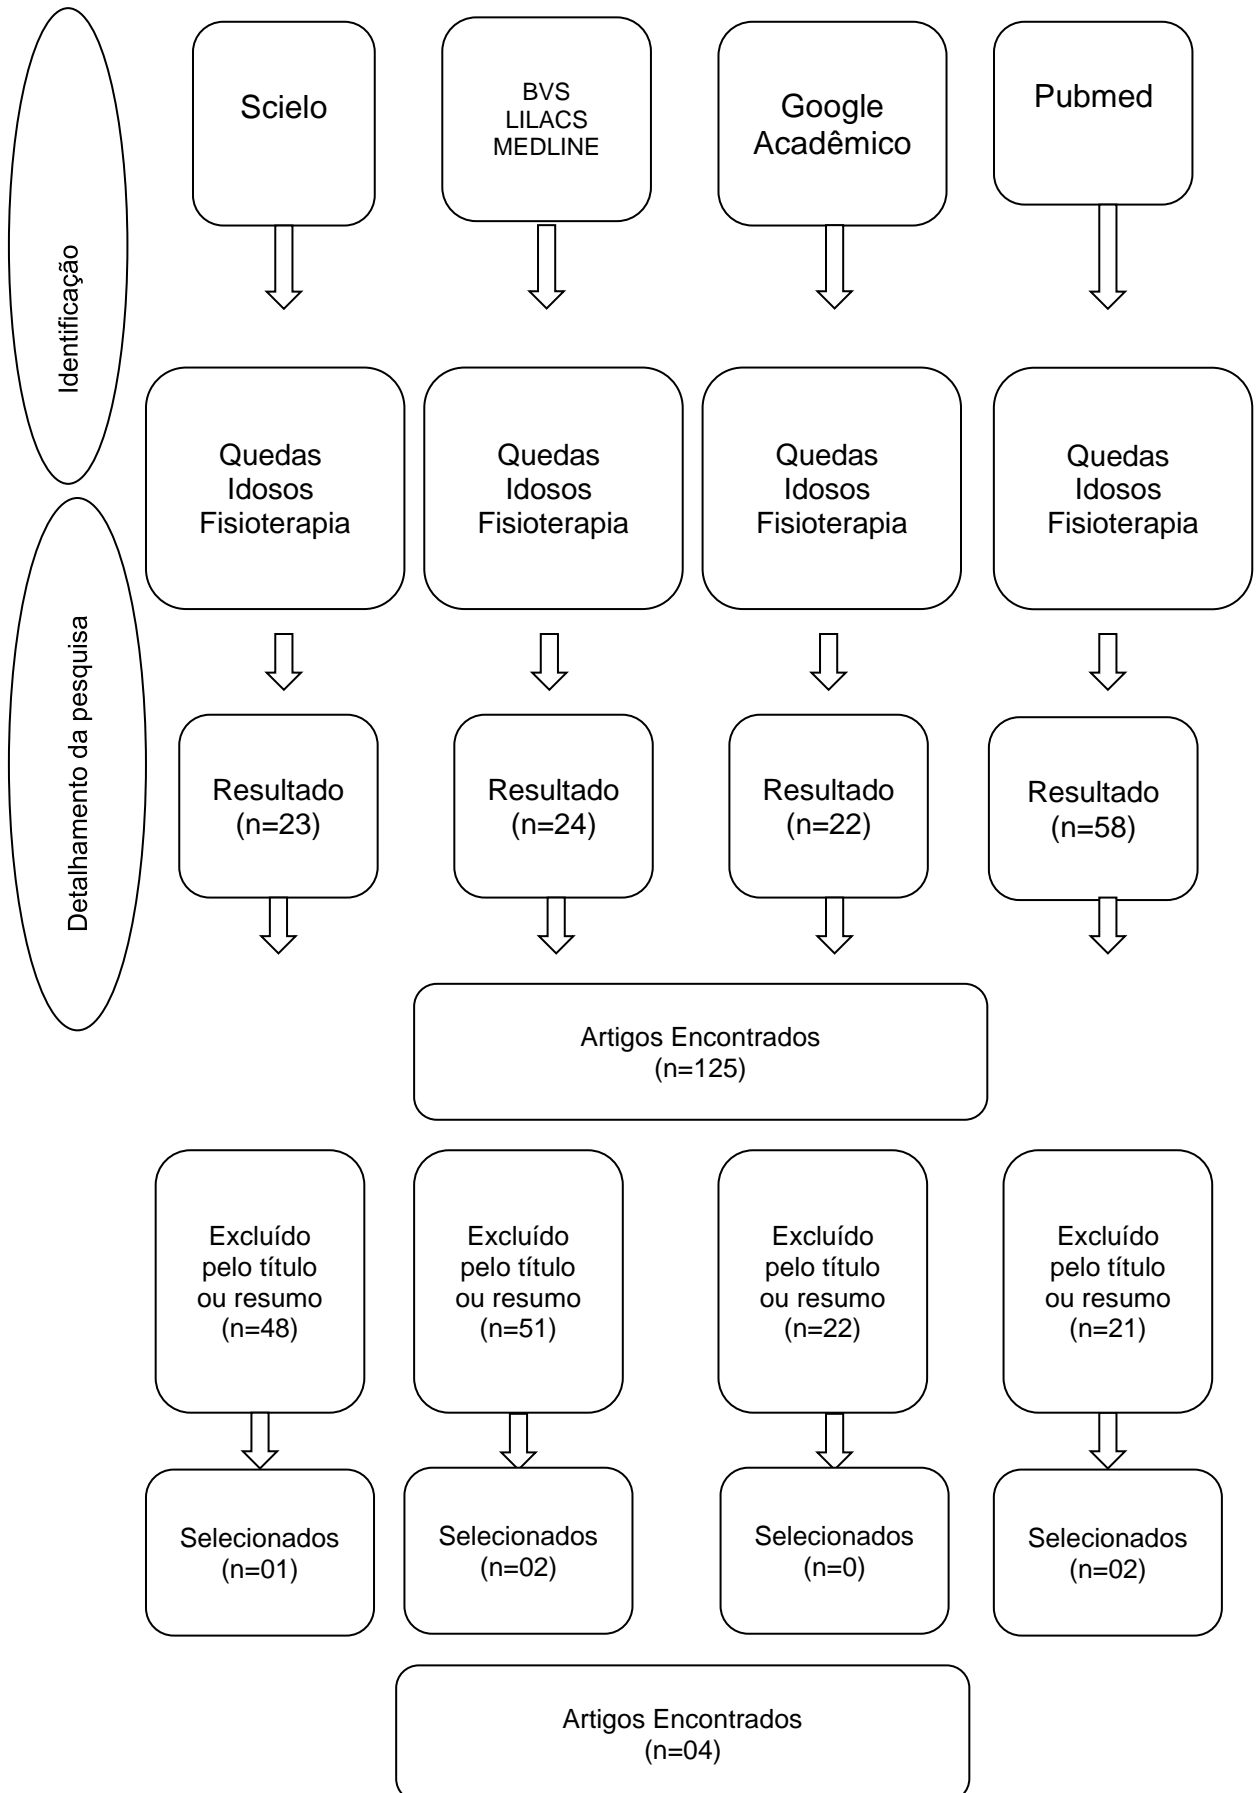 Identificação
Scielo
BVS
LILACS
MEDLINE
Google
Acadêmico
Pubmed
Quedas
Idosos
Fisioterapia
Quedas
Idosos
Fisioterapia
Quedas
Idosos
Fisioterapia
Quedas
Idosos
Fisioterapia
Detalhamento da pesquisa
Resultado
(n=23)
Resultado
(n=24)
Resultado
(n=22)
Resultado
(n=58)
Artigos Encontrados
(n=125)
Excluído
pelo título
ou resumo
(n=48)
Excluído
pelo título
ou resumo
(n=51)
Excluído
pelo título
ou resumo
(n=22)
Excluído
pelo título
ou resumo
(n=21)
Selecionados
(n=01)
Selecionados
(n=02)
Selecionados
(n=0)
Selecionados
(n=02)
Artigos Encontrados
(n=04)